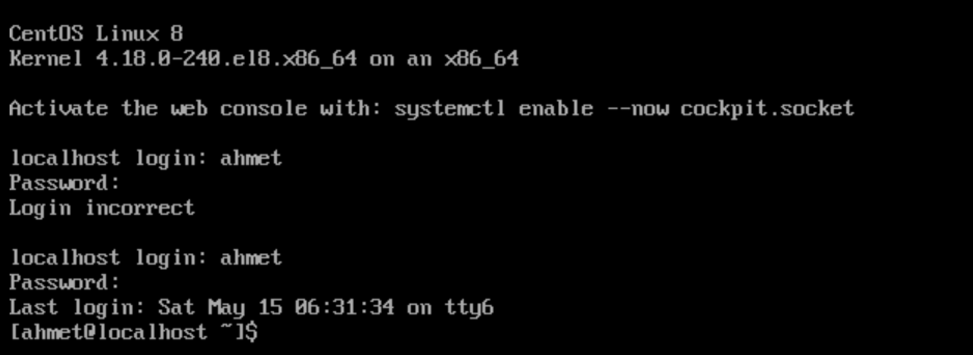 CentOS Linux 8
Kernel 4.18.0-240.el8.x86_64 on an x86_64
Activate the web console with: systemctl enable --now cockpit.socket
localhost login: ahmet
Password:
Login incorrect
localhost login: ahmet
Password:
Last login: Sat May 15 06:31:34 on tty6
[ahmet@localhost ~]$